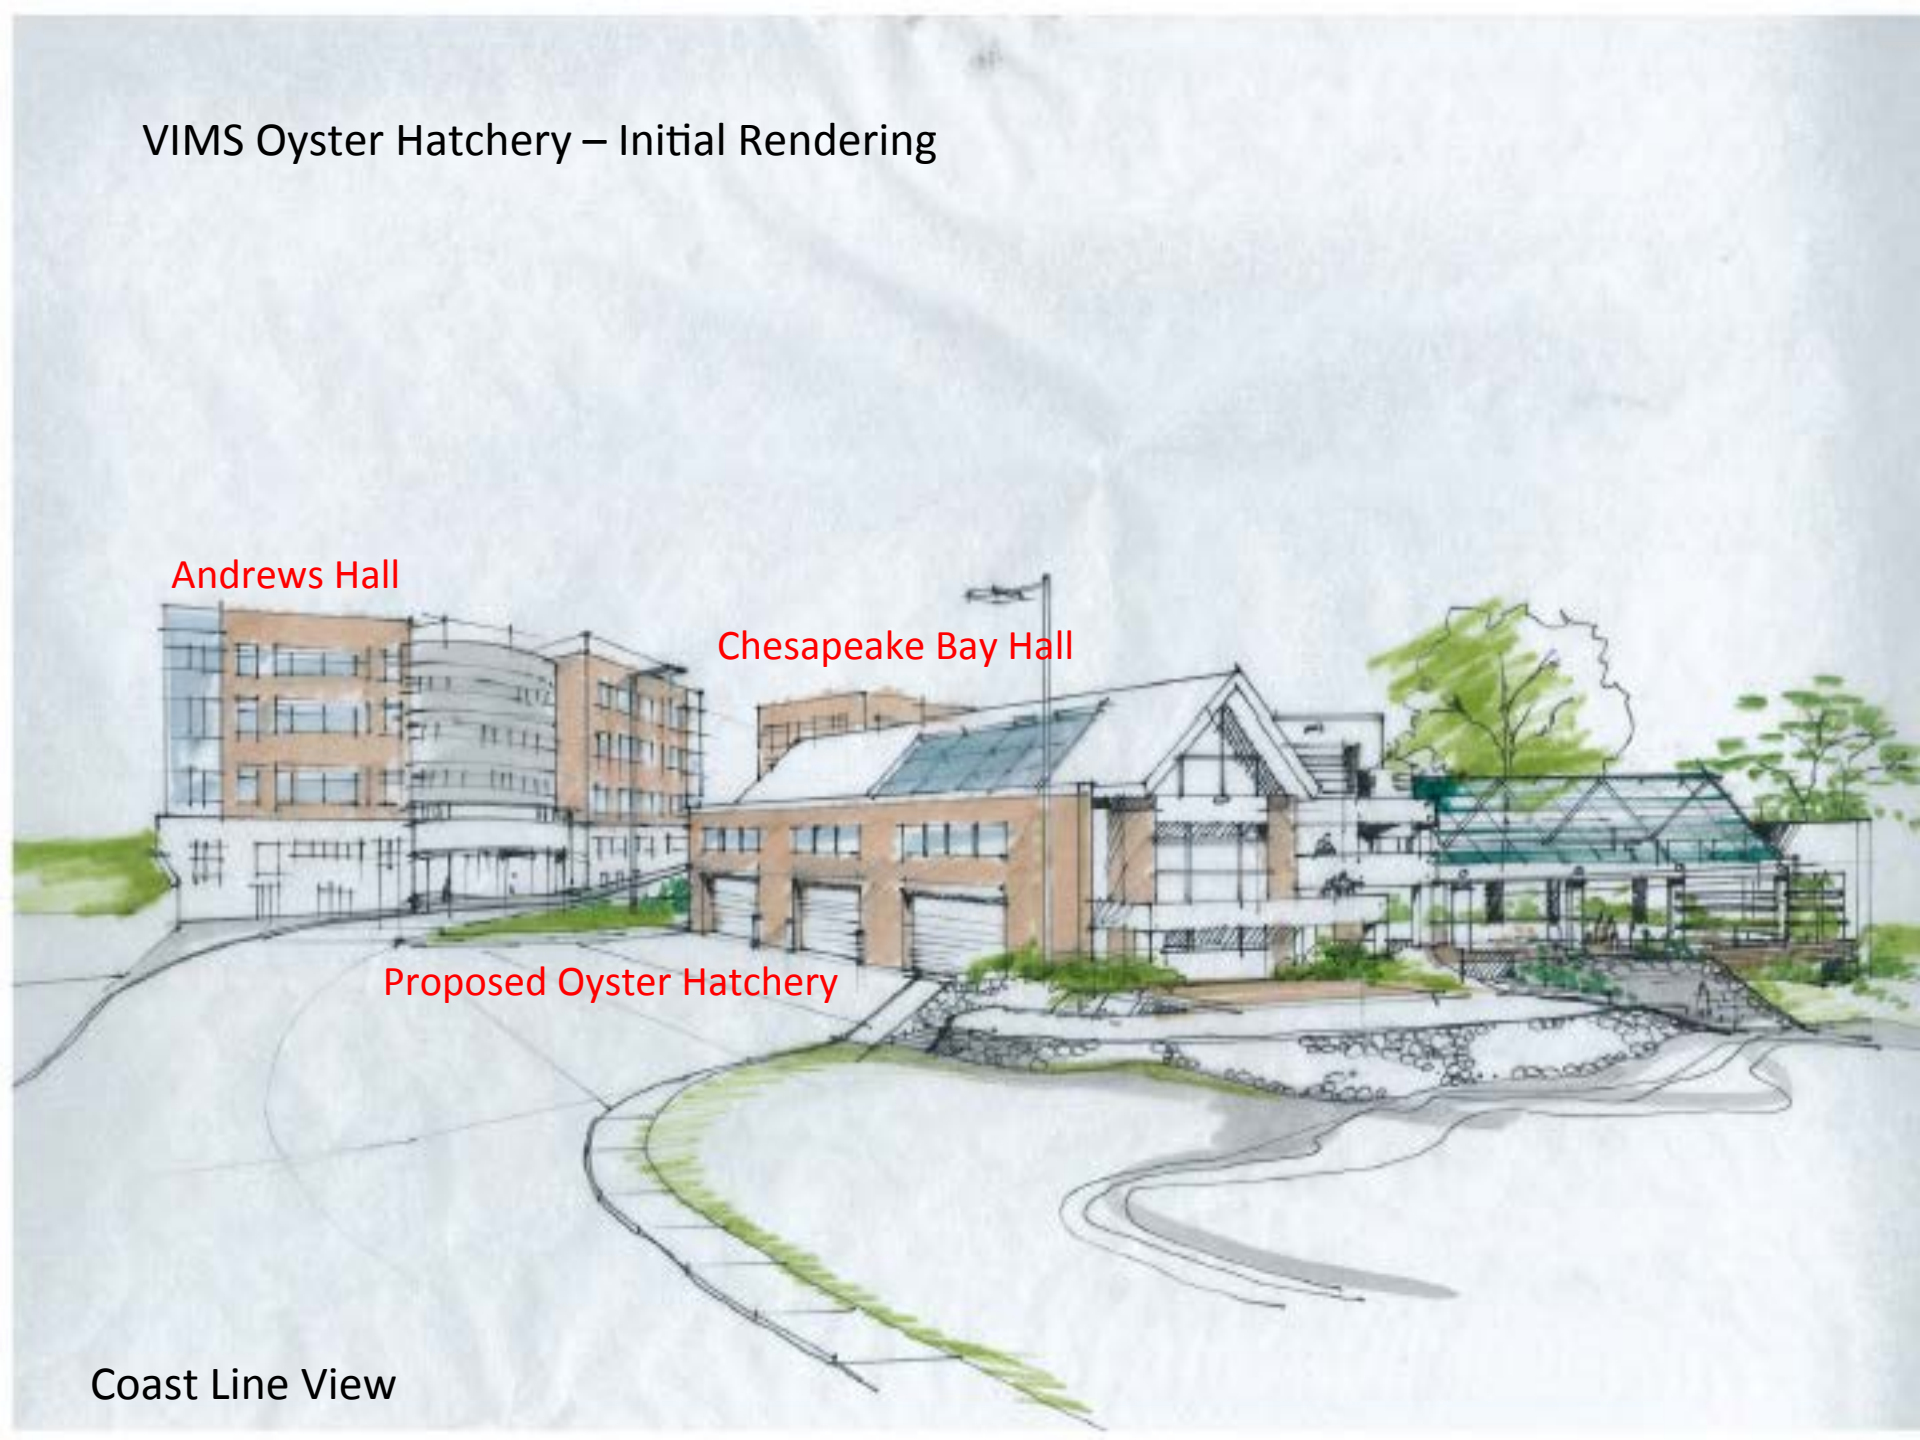 VIMS Oyster Hatchery – Initial Rendering
Andrews Hall
Chesapeake Bay Hall
Proposed Oyster Hatchery
Coast Line View